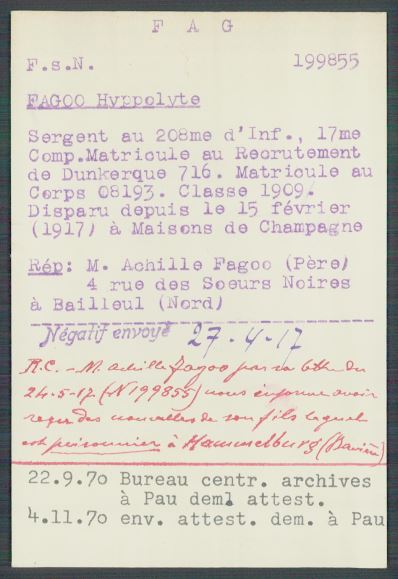 F A G
F.s.N. 199855
FAGOO Hyppolyte
Sergent au 208me d'Inf., 17me
Comp.Matricule au Recrutement
de Dunkerque 716. Matricule au
Corps 08193. Classe 1909.
Disparu depuis le 15 février
(1917) à Maisons de Champagne
Rép: M. Achille Fagoo (Père)
4 rue des Soeurs Noires
à Bailleul (Nord)
Négatif envoyé 27-4-17
R.C. - M. Achille Fagoo par sa lettre du
24-5-17 (N 199855) nous informe avoir
reçu des nouvelles de son fils lequel
est prisonnier à Hammelburg (Bavière)
22.9.70 Bureau centr. archives
à Pau deml attest.
4.11.70 env. attest. dem. à Pau